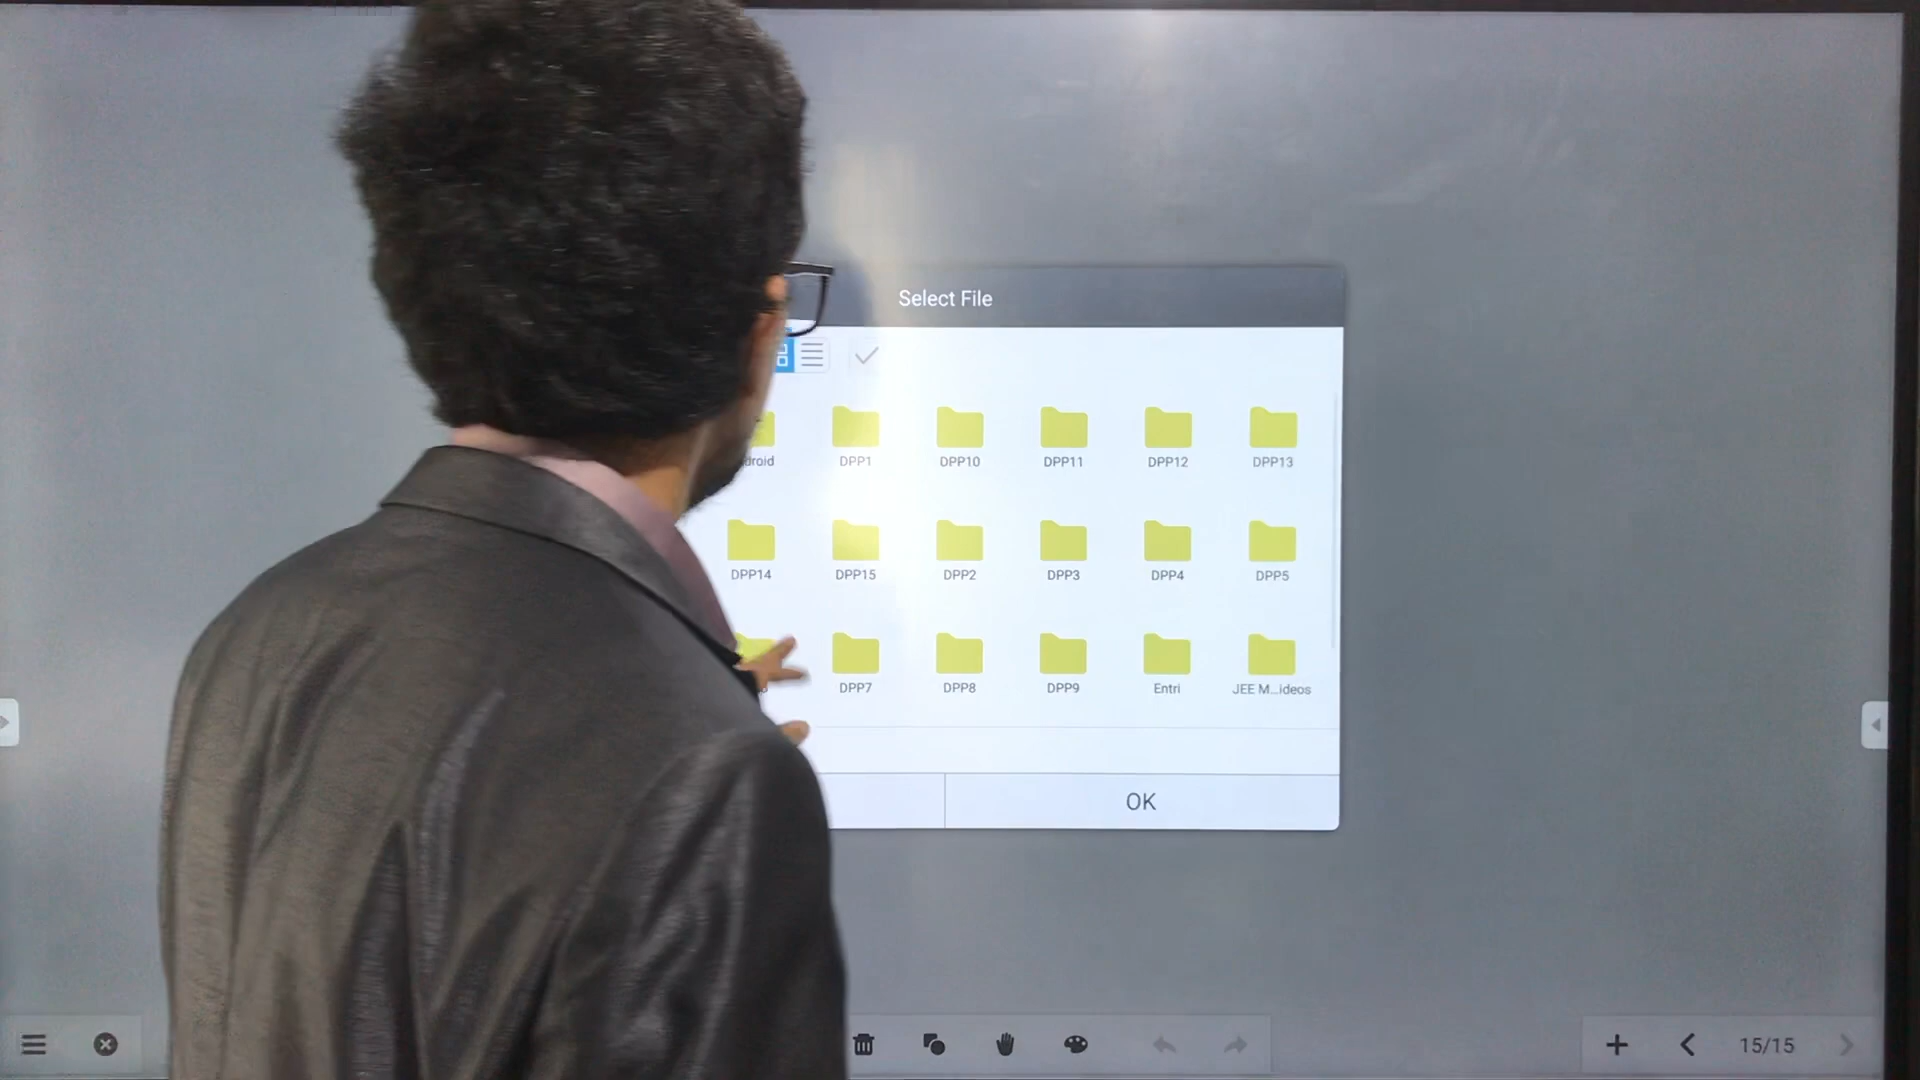 Select File
DPP1
DPP10
DPP11
DPP12
DPP13
DPP14
DPP15
DPP2
DPP3
DPP4
DPP5
DPP7
DPP8
DPP9
Entri
JEE M...ideos
OK
15/15